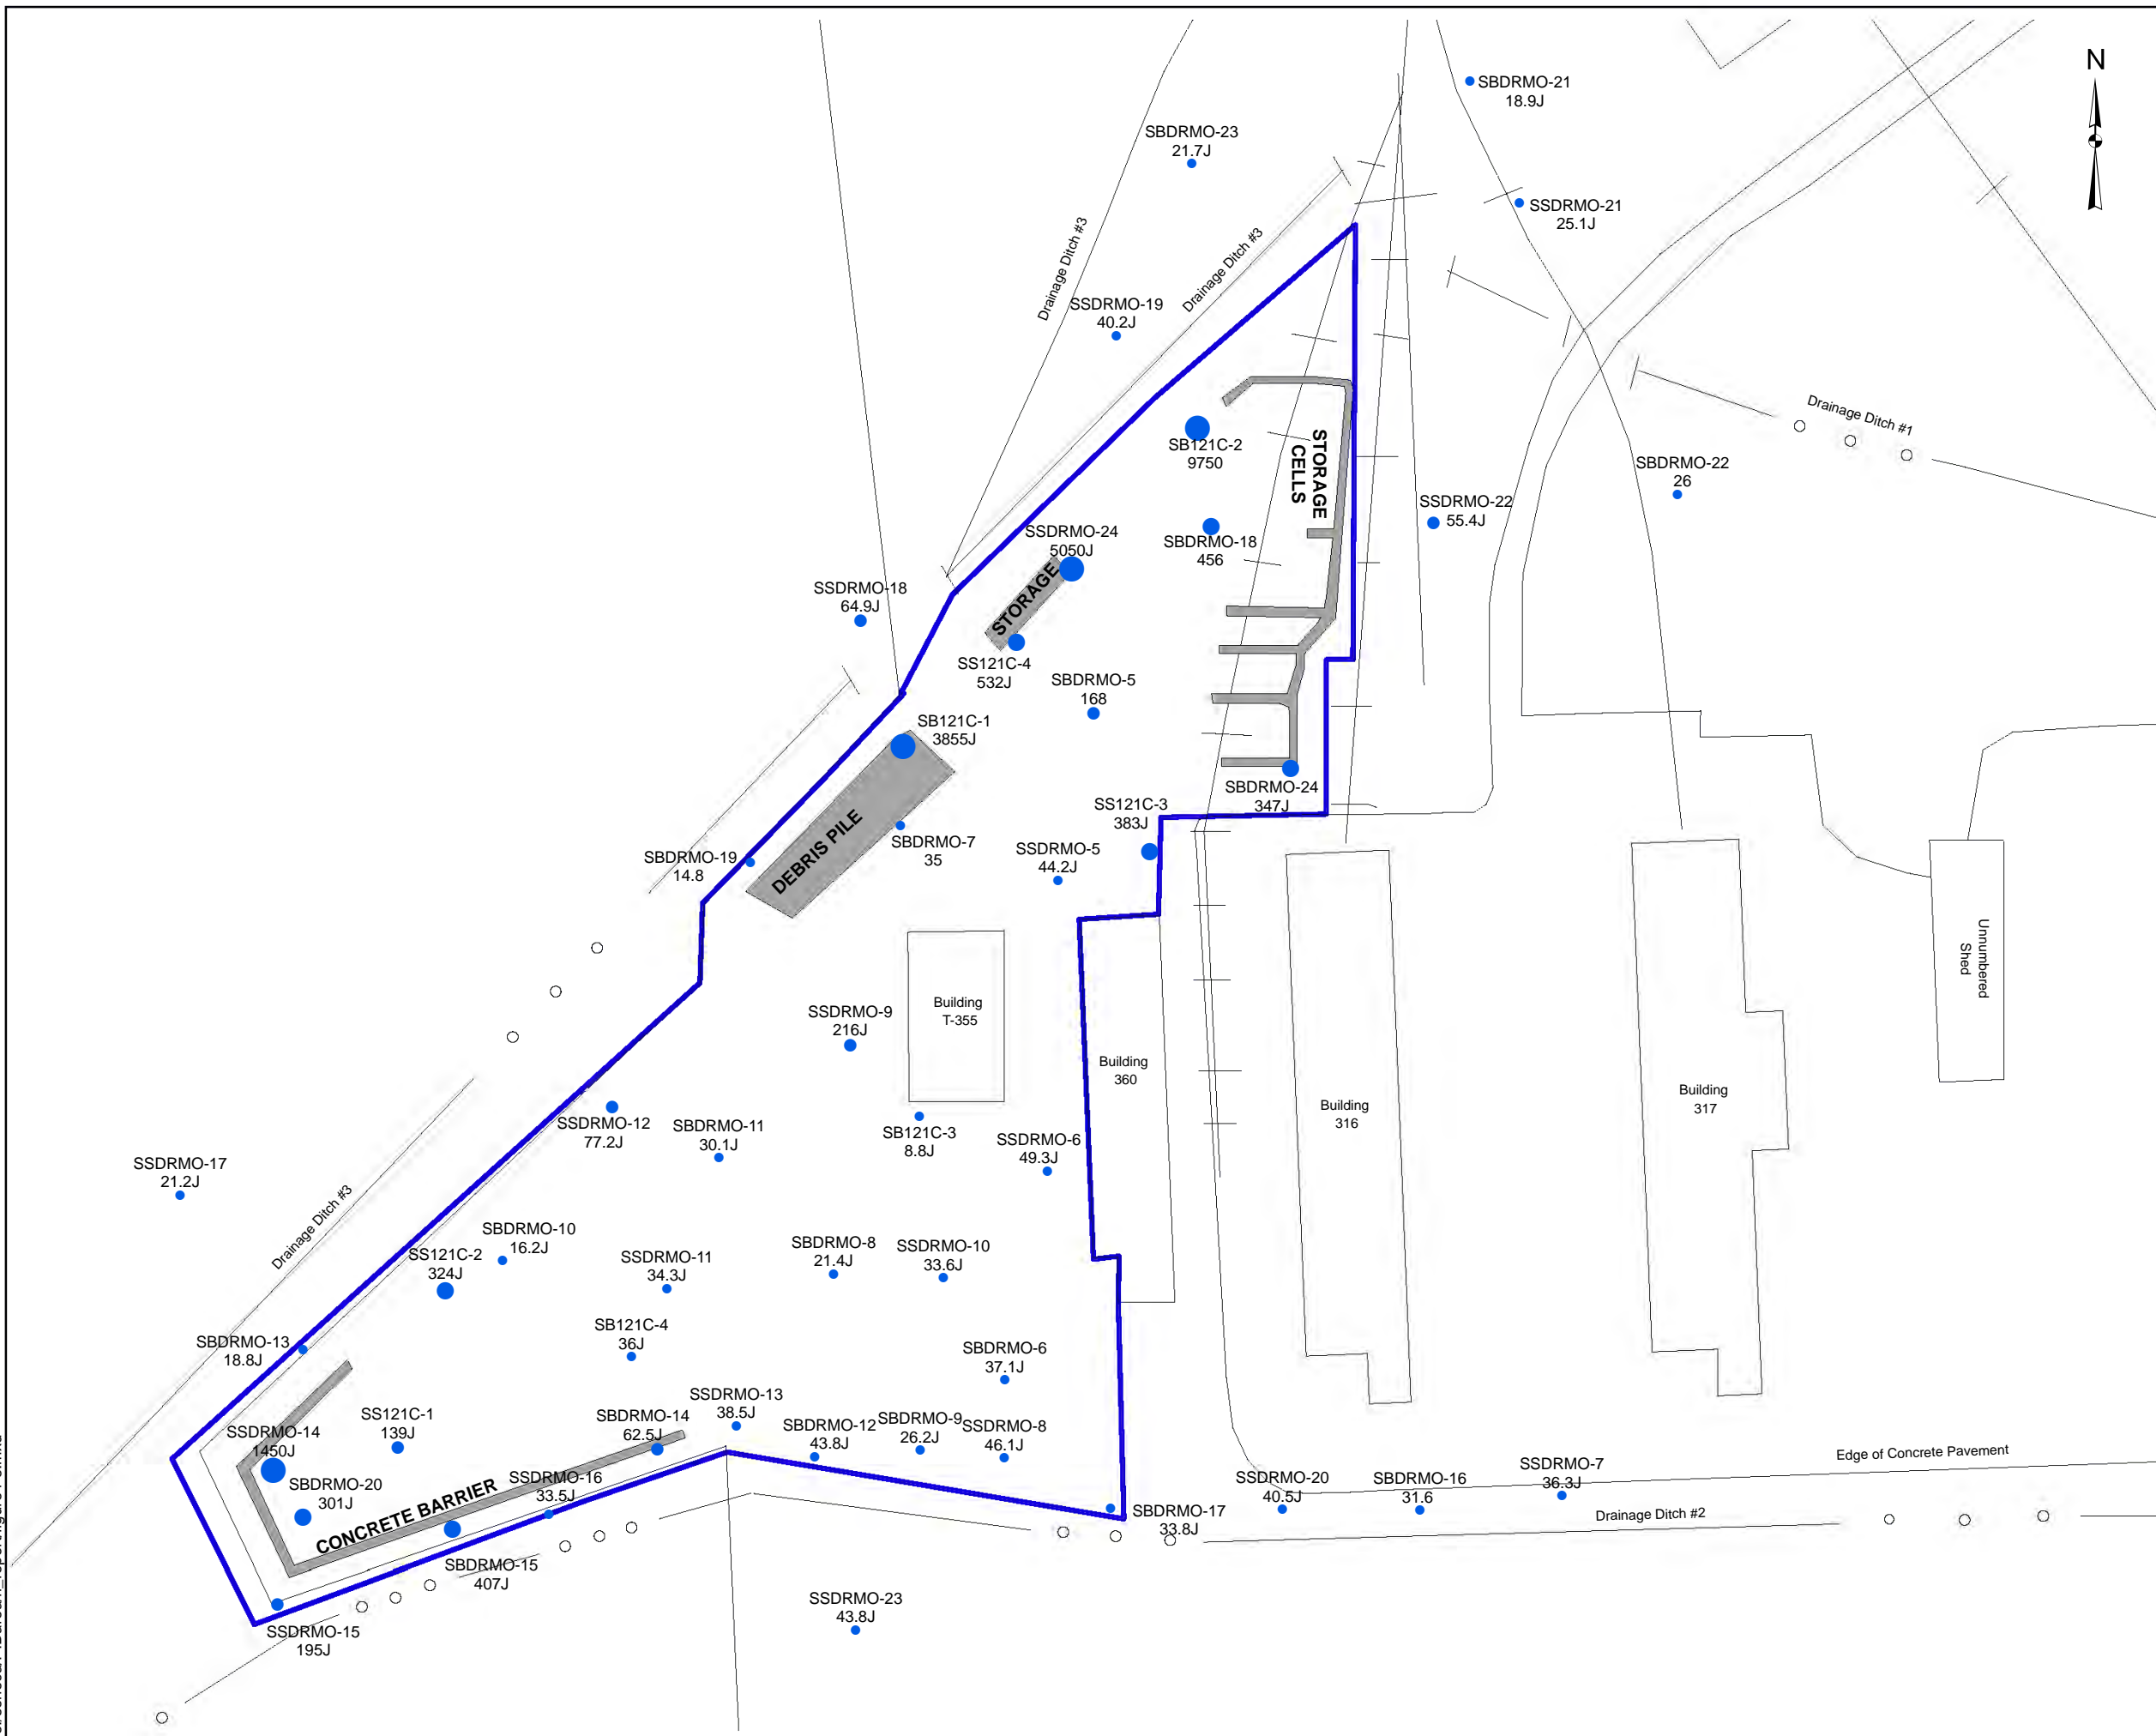 N
SBDRMO-21
18.9J
SBDRMO-23
21.7J
SSDRMO-21
25.1J
Drainage Ditch #3
Drainage Ditch #3
SSDRMO-19
40.2J
Drainage Ditch #1
SB121C-2
9750
STORAGE
CELLS
SBDRMO-22
26
SSDRMO-22
55.4J
SSDRMO-24
5050J
SBDRMO-18
456
STORAGE
SSDRMO-18
64.9J
SS121C-4
532J
SBDRMO-5
168
SB121C-1
3855J
SBDRMO-24
347J
SS121C-3
383J
DEBRIS PILE
SBDRMO-7
35
SSDRMO-5
44.2J
SBDRMO-19
14.8
Unnumbered
Shed
Building
T-355
SSDRMO-9
216J
Building
360
Building
316
Building
317
SSDRMO-12
77.2J
SBDRMO-11
30.1J
SB121C-3
8.8J
SSDRMO-6
49.3J
SSDRMO-17
21.2J
Drainage Ditch #3
SBDRMO-10
16.2J
SS121C-2
324J
SSDRMO-11
34.3J
SBDRMO-8
21.4J
SSDRMO-10
33.6J
SBDRMO-13
18.8J
SB121C-4
36J
SBDRMO-6
37.1J
SSDRMO-13
38.5J
SS121C-1
139J
SBDRMO-14
62.5J
SBDRMO-12
43.8J
SBDRMO-9
26.2J
SSDRMO-8
46.1J
SSDRMO-14
1450J
SBDRMO-20
301J
CONCRETE BARRIER
SSDRMO-16
33.5J
SBDRMO-15
407J
SSDRMO-15
195J
SBDRMO-17
33.8J
SSDRMO-20
40.5J
SBDRMO-16
31.6
SSDRMO-7
36.3J
Edge of Concrete Pavement
Drainage Ditch #2
SSDRMO-23
43.8J